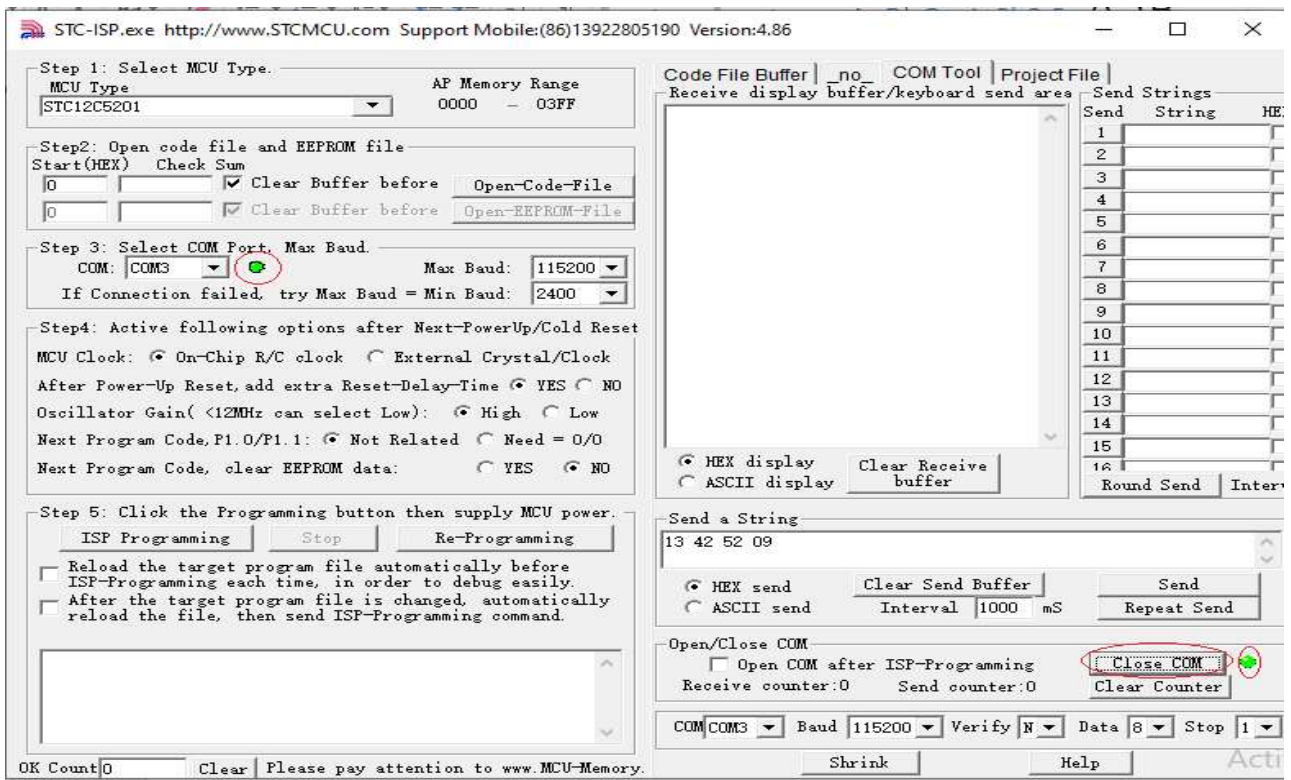 STC-ISP.exe http://www.STCMCU.com Support Mobile:(86)13922805190 Version:4.86
Step 1: Select MCU Type.
MCU Type
AP Memory Range
STC12C5201
0000 - 03FF
Step2: Open code file and EEPROM file
Start(HEX) Check Sum
0
Clear Buffer before
Open-Code-File
0
Clear Buffer before
Open-EEPROM-File
Step 3: Select COM Port, Max Baud.
COM: COM3
Max Baud: 115200
If Connection failed, try Max Baud = Min Baud: 2400
Step4: Active following options after Next-PowerUp/Cold Reset
MCU Clock: On-Chip R/C clock External Crystal/Clock
After Power-Up Reset, add extra Reset-Delay-Time YES NO
Oscillator Gain( <12MHz can select Low): High Low
Next Program Code, P1.0/P1.1: Not Related Need = 0/0
Next Program Code, clear EEPROM data: YES NO
Step 5: Click the Programming button then supply MCU power.
ISP Programming
Stop
Re-Programming
Reload the target program file automatically before
ISP-Programming each time, in order to debug easily.
After the target program file is changed, automatically
reload the file, then send ISP-Programming command.
OK Count 0
Clear
Please pay attention to www.MCU-Memory.
Code File Buffer
_no_
COM Tool
Project File
Receive display buffer/keyboard send area
HEX display
ASCII display
Clear Receive
buffer
Send Strings
Send String HE
1
2
3
4
5
6
7
8
9
10
11
12
13
14
15
16
Round Send
Interv
Send a String
13 42 52 09
HEX send
ASCII send
Clear Send Buffer
Interval 1000 mS
Send
Repeat Send
Open/Close COM
Open COM after ISP-Programming
Close COM
Receive counter:0 Send counter:0
Clear Counter
COM COM3 Baud 115200 Verify N Data 8 Stop 1
Shrink
Help
Acti